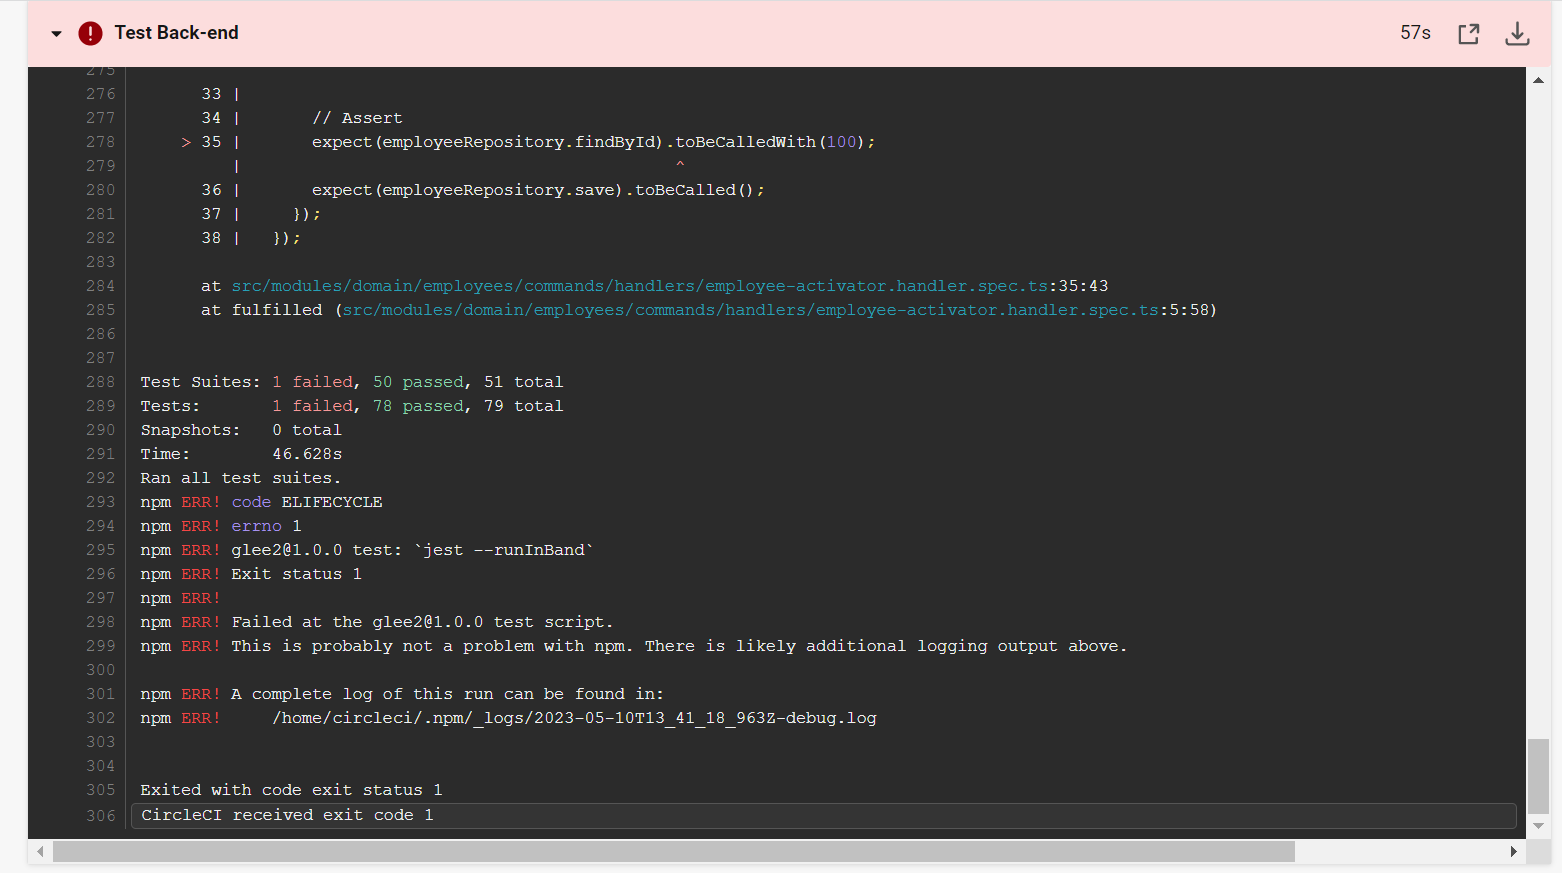 Test Back-end 57s
275
276 33 |
277 34 | // Assert
278 > 35 | expect(employeeRepository.findById).toBeCalledWith(100);
279 | ^
280 36 | expect(employeeRepository.save).toBeCalled();
281 37 | });
282 38 | });
283
284 at src/modules/domain/employees/commands/handlers/employee-activator.handler.spec.ts:35:43
285 at fulfilled (src/modules/domain/employees/commands/handlers/employee-activator.handler.spec.ts:5:58)
286
287
288 Test Suites: 1 failed, 50 passed, 51 total
289 Tests: 1 failed, 78 passed, 79 total
290 Snapshots: 0 total
291 Time: 46.628s
292 Ran all test suites.
293 npm ERR! code ELIFECYCLE
294 npm ERR! errno 1
295 npm ERR! glee2@1.0.0 test: `jest --runInBand`
296 npm ERR! Exit status 1
297 npm ERR!
298 npm ERR! Failed at the glee2@1.0.0 test script.
299 npm ERR! This is probably not a problem with npm. There is likely additional logging output above.
300
301 npm ERR! A complete log of this run can be found in:
302 npm ERR! /home/circleci/.npm/_logs/2023-05-10T13_41_18_963Z-debug.log
303
304
305 Exited with code exit status 1
306 CircleCI received exit code 1